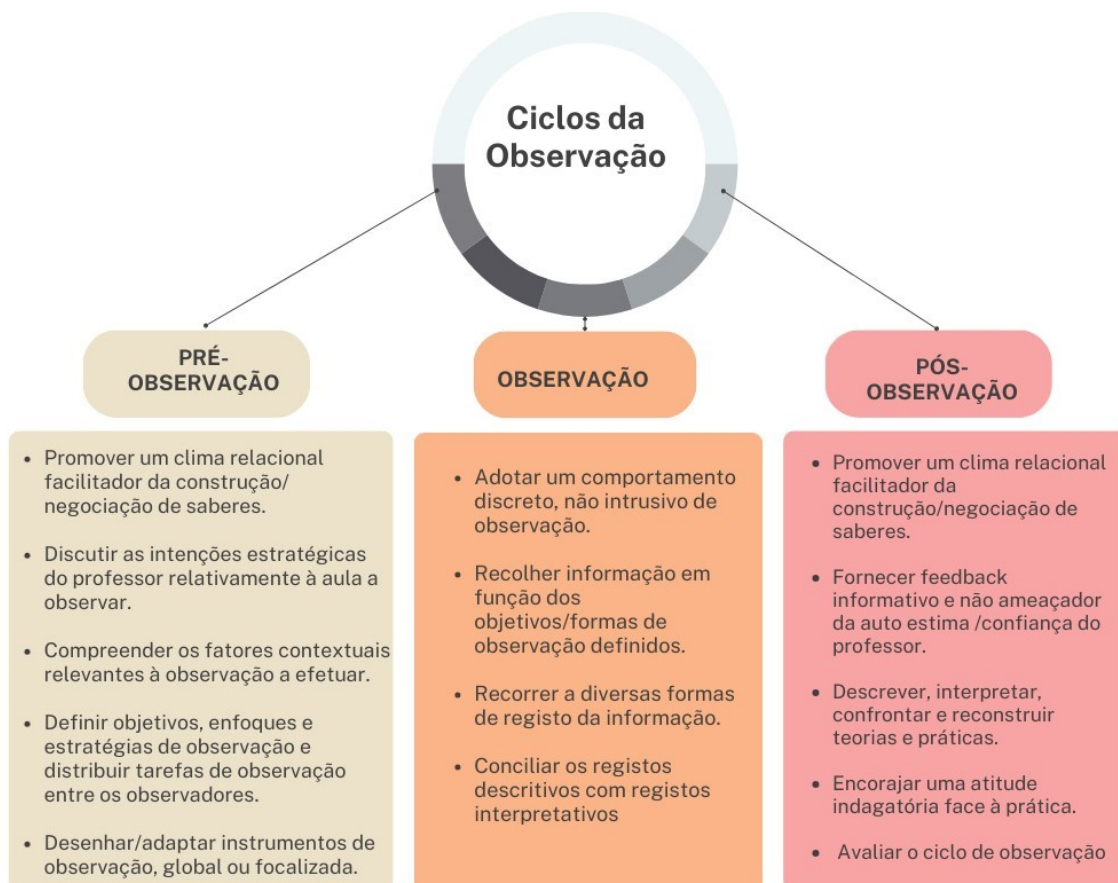 Ciclos da
Observação
PRÉ-
OBSERVAÇÃO
• Promover um clima relacional
facilitador da construção/
negociação de saberes.
• Discutir as intenções estratégicas
do professor relativamente à aula a
observar.
• Compreender os fatores contextuais
relevantes à observação a efetuar.
• Definir objetivos, enfoques e
estratégias de observação e
distribuir tarefas de observação
entre os observadores.
• Desenhar/adaptar instrumentos de
observação, global ou focalizada.
OBSERVAÇÃO
• Adotar um comportamento
discreto, não intrusivo de
observação.
• Recolher informação em
função dos
objetivos/formas de
observação definidos.
• Recorrer a diversas formas
de registo da informação.
• Conciliar os registos
descritivos com registos
interpretativos
PÓS-
OBSERVAÇÃO
• Promover um clima relacional
facilitador da
construção/negociação de
saberes.
• Fornecer feedback
informativo e não ameaçador
da auto estima /confiança do
professor.
• Descrever, interpretar,
confrontar e reconstruir
teorias e práticas.
• Encorajar uma atitude
indagatória face à prática.
• Avaliar o ciclo de observação